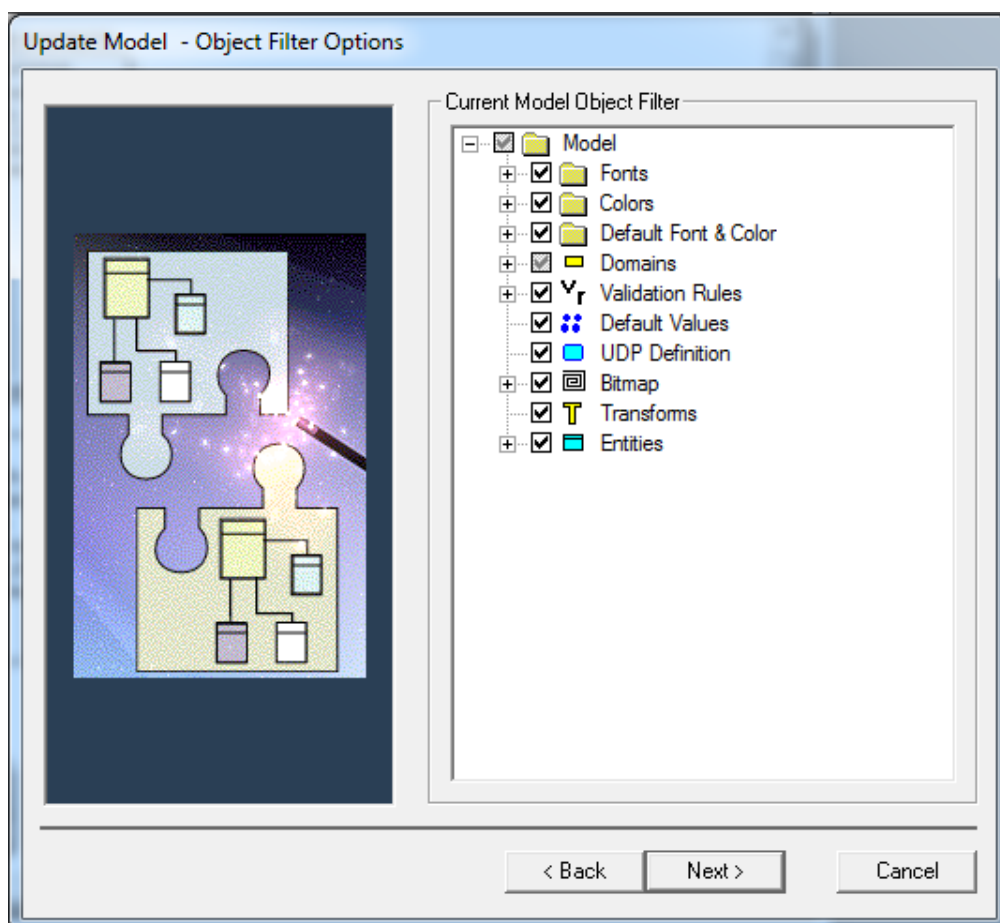 Update Model  - Object Filter Options
Current Model Object Filter
Model
Fonts
Colors
Default Font & Color
Domains
Validation Rules
Default Values
UDP Definition
Bitmap
Transforms
Entities
< Back
Next >
Cancel